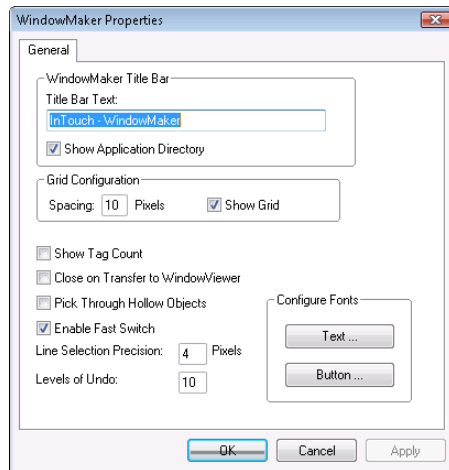 WindowMaker Properties
General
WindowMaker Title Bar
Title Bar Text:
InTouch - WindowMaker
Show Application Directory
Grid Configuration
Spacing: 10 Pixels Show Grid
Show Tag Count
Close on Transfer to WindowViewer
Pick Through Hollow Objects
Enable Fast Switch
Line Selection Precision: 4 Pixels
Levels of Undo: 10
Configure Fonts
Text ...
Button ...
OK Cancel Apply